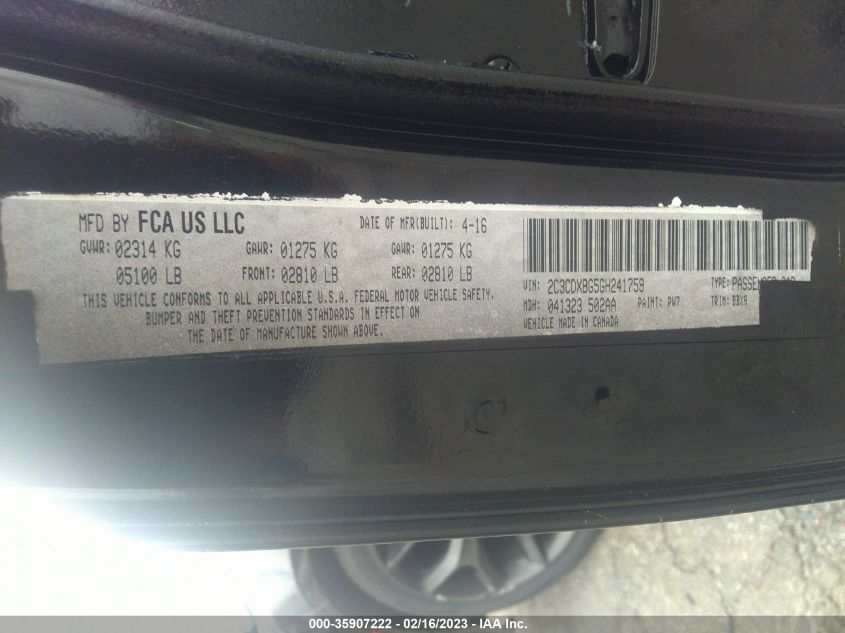 MFD BY FCA US LLC DATE OF MFR(BUILT): 4-16
GVWR: 02314 KG GAWR: 01275 KG GAWR: 01275 KG
05100 LB FRONT: 02810 LB REAR: 02810 LB
THIS VEHICLE CONFORMS TO ALL APPLICABLE U.S.A. FEDERAL MOTOR VEHICLE SAFETY,
BUMPER AND THEFT PREVENTION STANDARDS IN EFFECT ON
THE DATE OF MANUFACTURE SHOWN ABOVE.
VIN: 2C3CDXBG5GH241759 TYPE: PASSENGER CAR
MDH: 041323 502AA PAINT: PW7 TRIM: BBX9
VEHICLE MADE IN CANADA
000-35907222 - 02/16/2023 - IAA Inc.